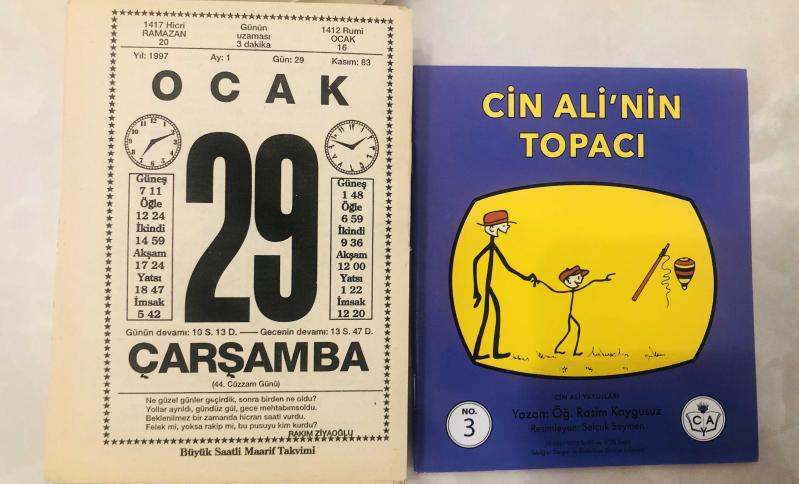 1417 Hicri
RAMAZAN
20
Günün
uzaması
3 dakika
1412 Rumi
OCAK
16
Yıl: 1997 Ay: 1 Gün: 29 Kasım: 83
OCAK
29
Güneş
7 11
Öğle
12 24
İkindi
14 59
Akşam
17 24
Yatsı
18 47
İmsak
5 42
Güneş
1 48
Öğle
6 59
İkindi
9 36
Akşam
12 00
Yatsı
1 22
İmsak
12 20
Günün devamı: 10 S. 13 D. — Gecenin devamı: 13 S. 47 D.
ÇARŞAMBA
(44. Cüzzam Günü)
Ne güzel günler gıçirdik, sonra birden ne oldu?
Yollar ayrıldı, gündüz gül, gece mehtabımsoldu.
Beklenilmez bir zamanda hicran saati vurdu.
Felek mi, yoksa rakip mi, bu pusuyu kim kurdu?
RAKIM ZİYAOĞLU
Büyük Saatli Maarif Takvimi
CİN ALİ'NİN
TOPACI
CİN ALİ YAYINLARI
NO.
3
Yazan: Öğ. Rasim Kaygusuz
Resimleyen: Selçuk Seymen
C A Y